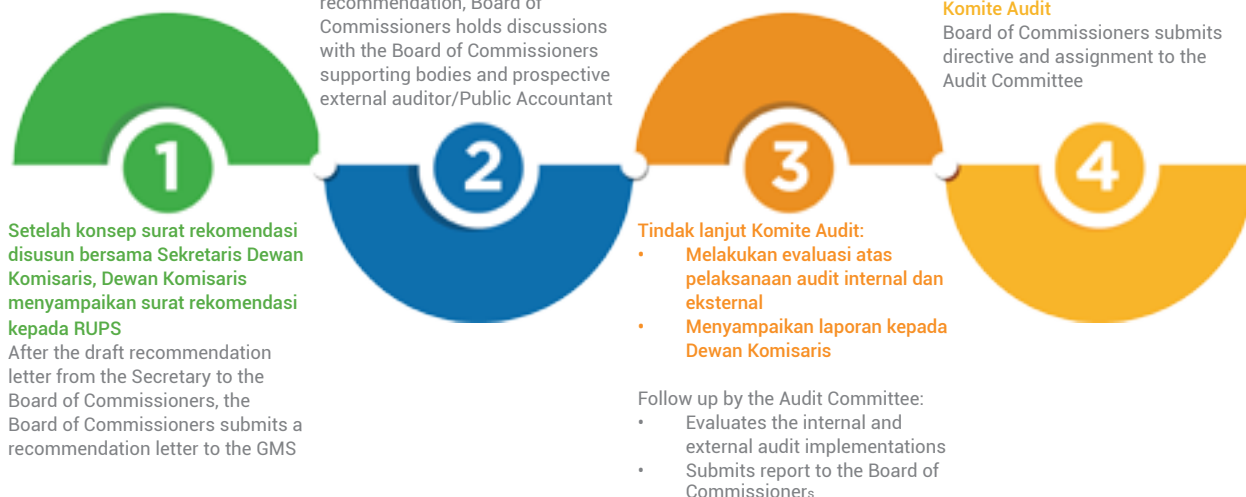 recommendation, Board of
Commissioners holds discussions
with the Board of Commissioners
supporting bodies and prospective
external auditor/Public Accountant
Komite Audit
Board of Commissioners submits
directive and assignment to the
Audit Committee
1
2
3
4
Setelah konsep surat rekomendasi
disusun bersama Sekretaris Dewan
Komisaris, Dewan Komisaris
menyampaikan surat rekomendasi
kepada RUPS
After the draft recommendation
letter from the Secretary to the
Board of Commissioners, the
Board of Commissioners submits a
recommendation letter to the GMS
Tindak lanjut Komite Audit:
• Melakukan evaluasi atas
pelaksanaan audit internal dan
eksternal
• Menyampaikan laporan kepada
Dewan Komisaris
Follow up by the Audit Committee:
• Evaluates the internal and
external audit implementations
• Submits report to the Board of
Commissioners